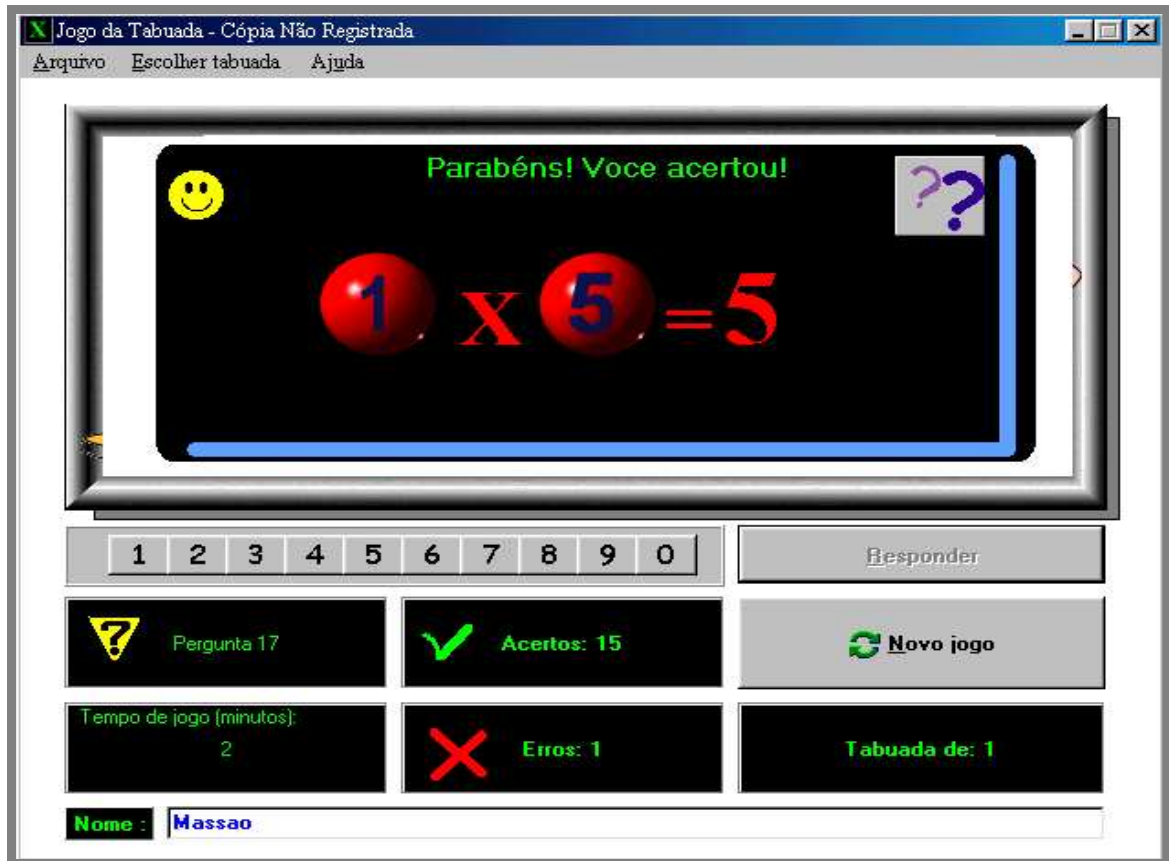 Jogo da Tabuada - Cópia Não Registrada
Arquivo Escolher tabuada Ajuda
Parabéns! Voce acertou!
??
1 x 5 = 5
1 2 3 4 5 6 7 8 9 0
Responder
? Pergunta 17
Acertos: 15
Novo jogo
Tempo de jogo (minutos):
2
Erros: 1
Tabuada de: 1
Nome : Massao